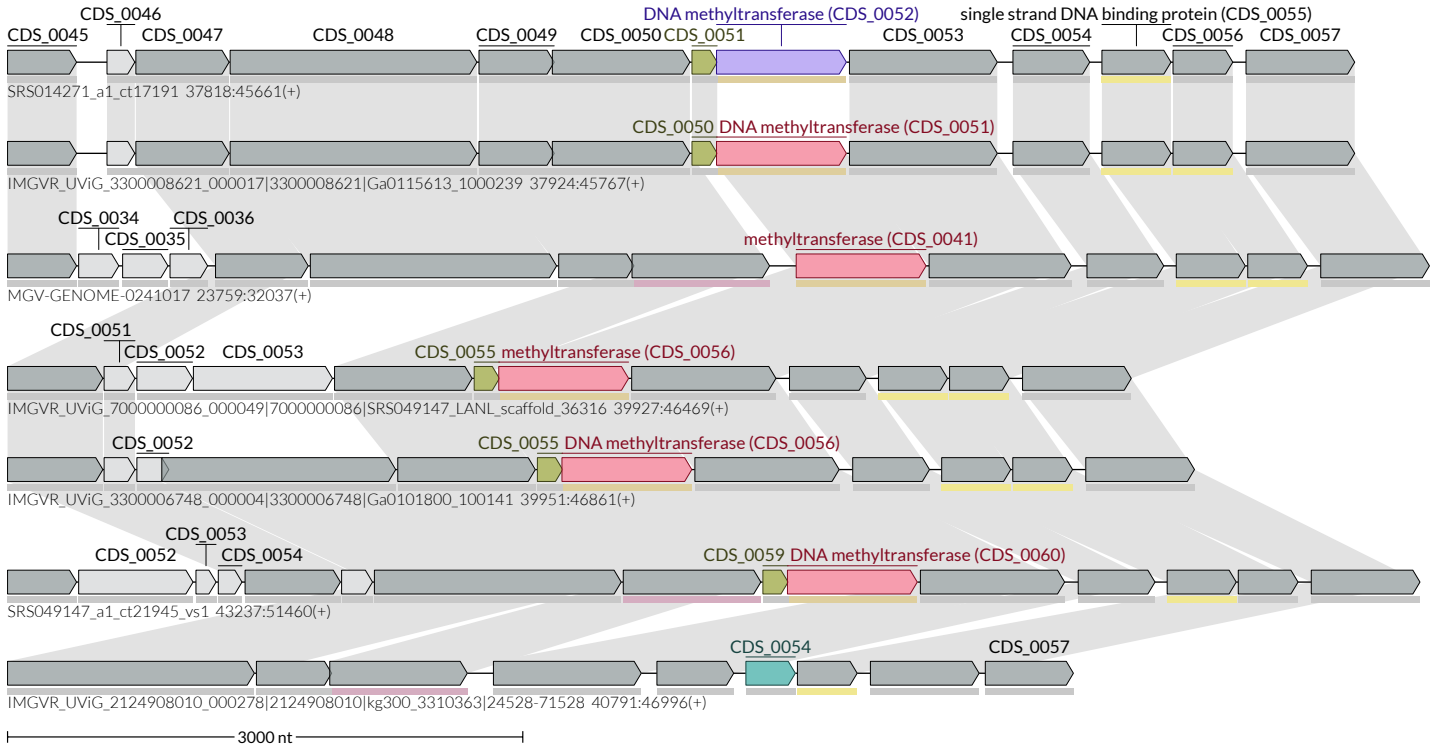 CDS_0046 DNA methyltransferase (CDS_0052) single strand DNA binding protein (CDS_0055)
CDS_0045 CDS_0047 CDS_0048 CDS_0049 CDS_0050 CDS_0051 CDS_0053 CDS_0054 CDS_0056 CDS_0057
SRS014271_a1_ct17191 37818:45661(+)
CDS_0050 DNA methyltransferase (CDS_0051)
IMGVR_UViG_3300008621_000017|3300008621|Ga0115613_1000239 37924:45767(+)
CDS_0034 CDS_0036
CDS_0035 methyltransferase (CDS_0041)
MGV-GENOME-0241017 23759:32037(+)
CDS_0051
CDS_0052 CDS_0053 CDS_0055 methyltransferase (CDS_0056)
IMGVR_UViG_7000000086_000049|7000000086|SRS049147_LANL_scaffold_36316 39927:46469(+)
CDS_0052 CDS_0055 DNA methyltransferase (CDS_0056)
IMGVR_UViG_3300006748_000004|3300006748|Ga0101800_100141 39951:46861(+)
CDS_0053
CDS_0052 CDS_0054 CDS_0059 DNA methyltransferase (CDS_0060)
SRS049147_a1_ct21945_vs1 43237:51460(+)
CDS_0054 CDS_0057
IMGVR_UViG_2124908010_000278|2124908010|kg300_3310363|24528-71528 40791:46996(+)
3000 nt